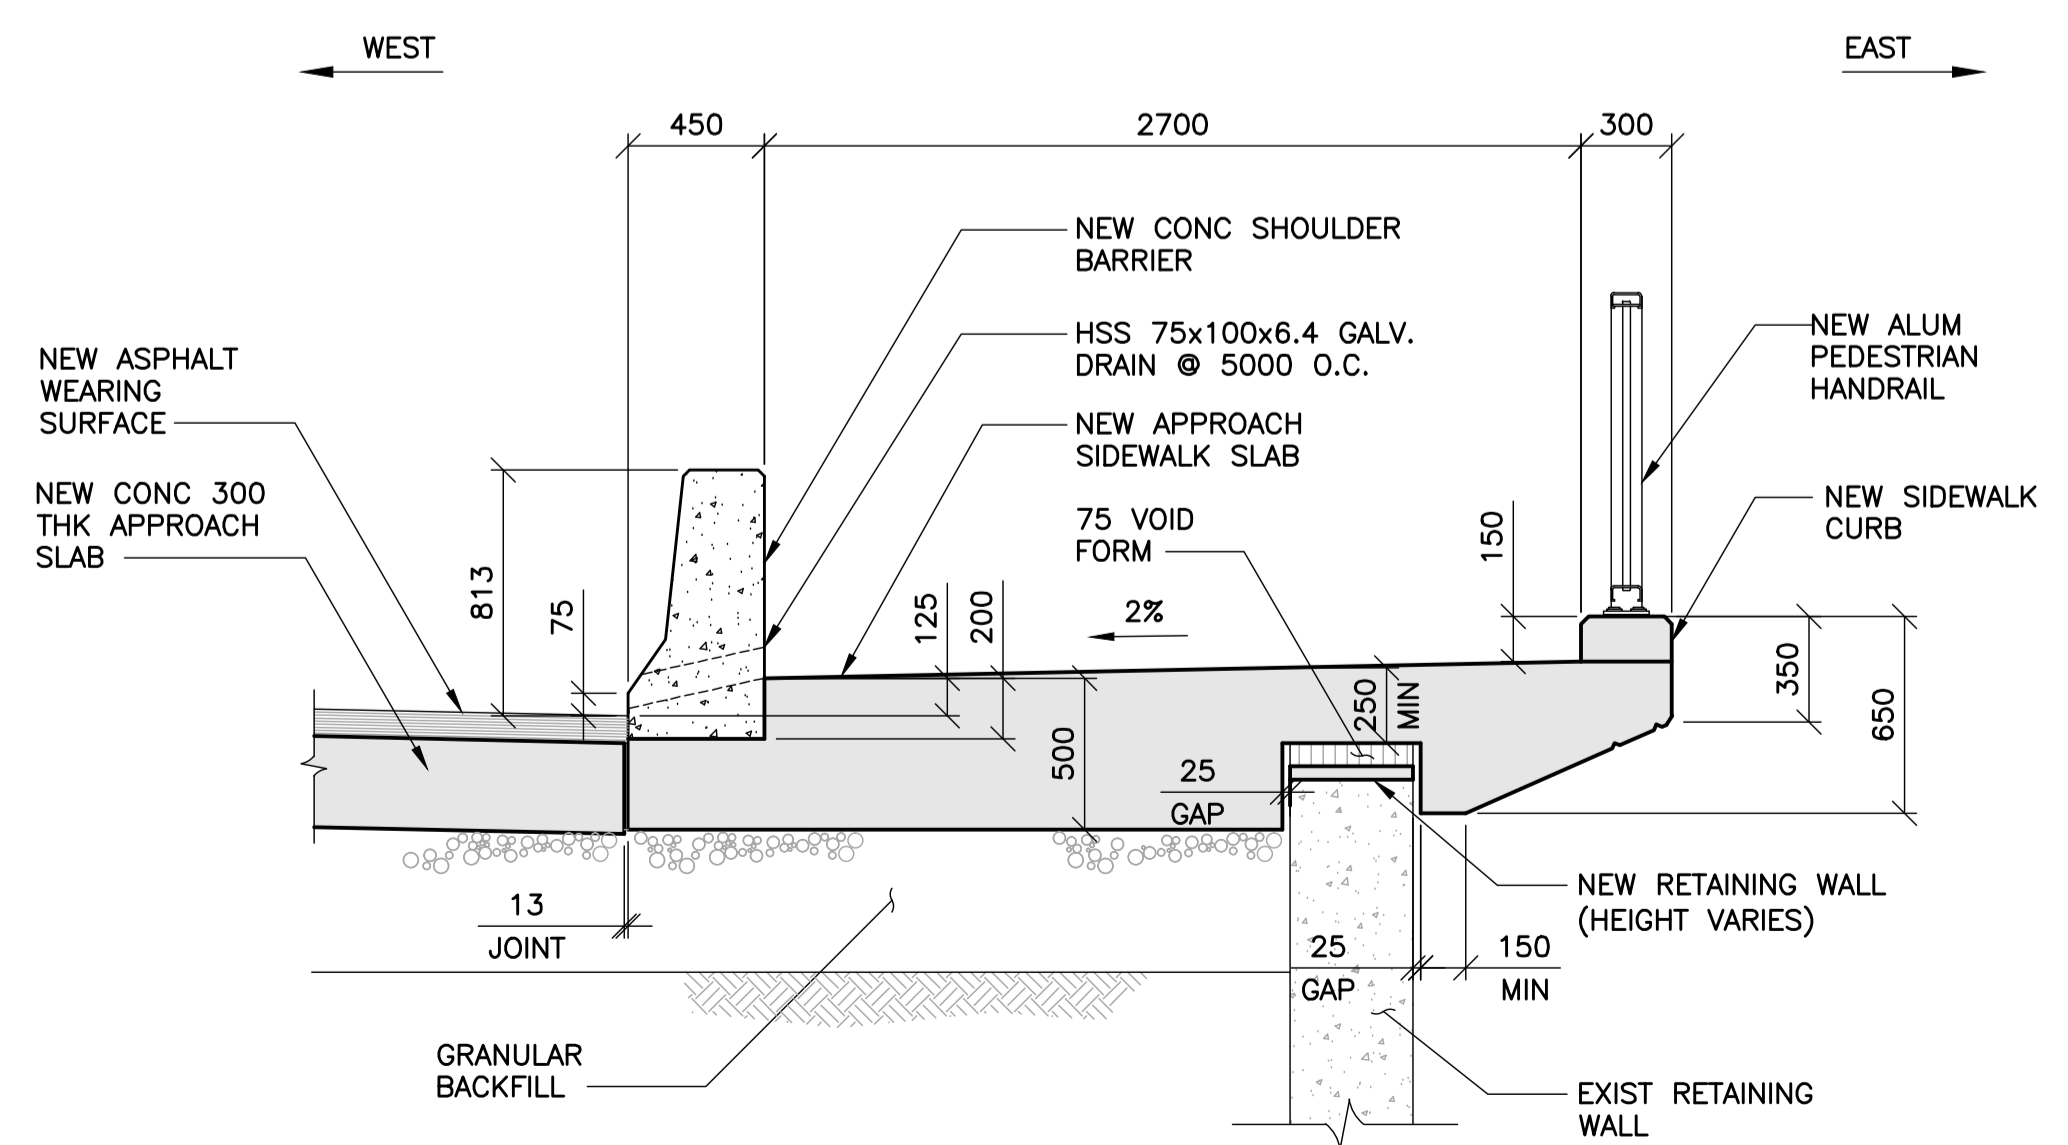 WEST
EAST
450
2700
300
NEW CONC SHOULDER
BARRIER
HSS 75x100x6.4 GALV.
DRAIN @ 5000 O.C.
NEW APPROACH
SIDEWALK SLAB
75 VOID
FORM
NEW ASPHALT
WEARING
SURFACE
NEW CONC 300
THK APPROACH
SLAB
NEW ALUM
PEDESTRIAN
HANDRAIL
NEW SIDEWALK
CURB
813
75
125
200
2%
150
350
650
250
MIN
500
25
GAP
13
JOINT
NEW RETAINING WALL
(HEIGHT VARIES)
25
GAP
150
MIN
GRANULAR
BACKFILL
EXIST RETAINING
WALL